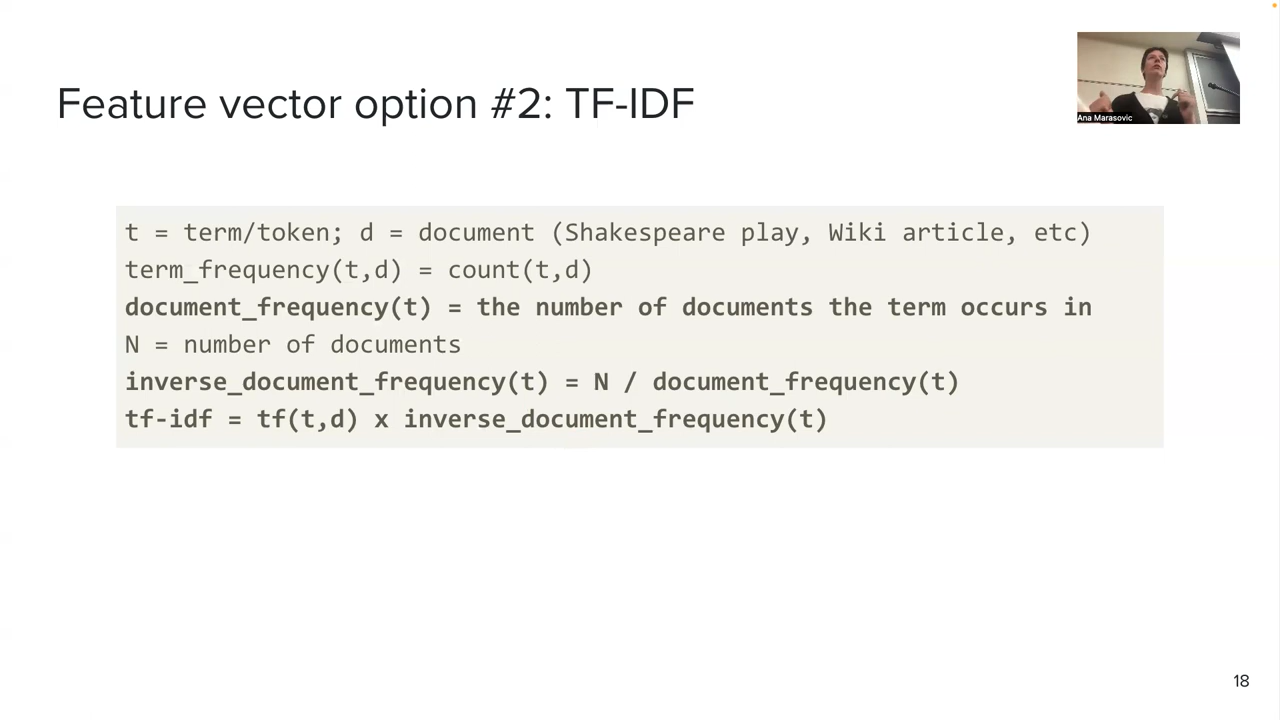 Ana Marasovic
Feature vector option #2: TF-IDF
t = term/token; d = document (Shakespeare play, Wiki article, etc)
term_frequency(t,d) = count(t,d)
document_frequency(t) = the number of documents the term occurs in
N = number of documents
inverse_document_frequency(t) = N / document_frequency(t)
tf-idf = tf(t,d) x inverse_document_frequency(t)
18